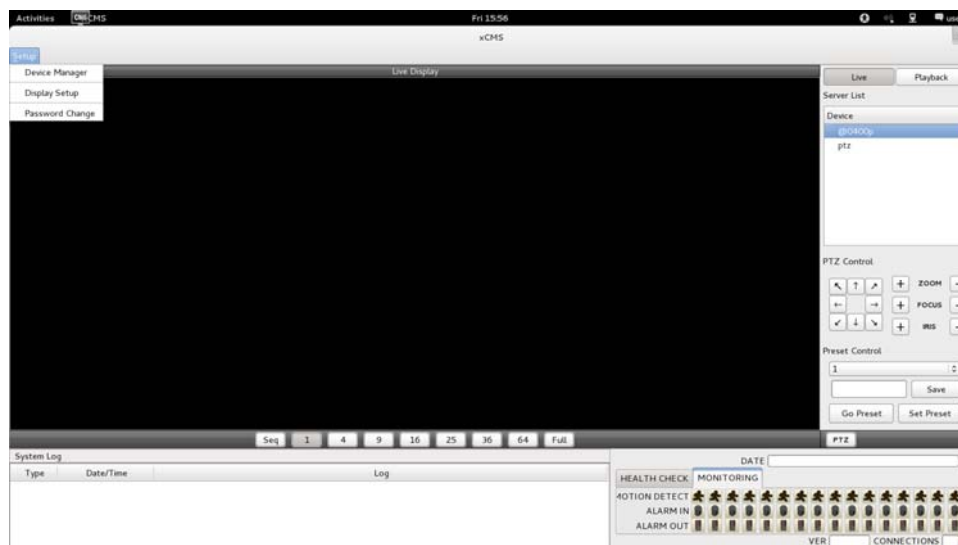 Activities CMS CMS Fri 15:56 use
xCMS
Setup
Device Manager
Display Setup
Password Change
Live Display
Live Playback
Server List
Device
@0400p
ptz
PTZ Control
ZOOM
FOCUS
IRIS
Preset Control
1
Save
Go Preset Set Preset
Seq 1 4 9 16 25 36 64 Full PTZ
System Log
Type Date/Time Log
DATE
HEALTH CHECK MONITORING
MOTION DETECT
ALARM IN
ALARM OUT
VER CONNECTIONS